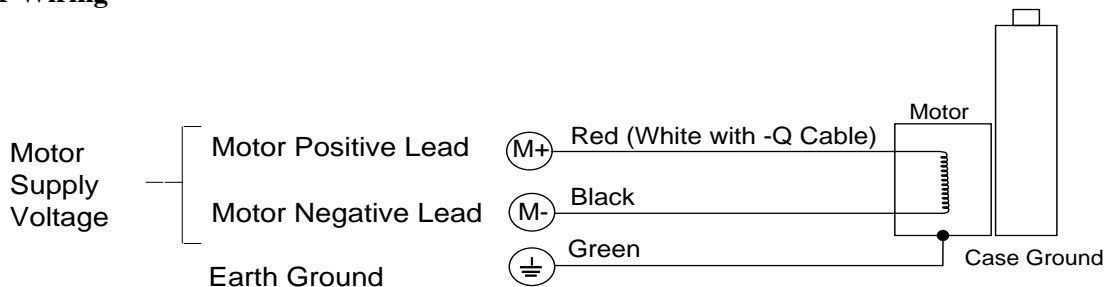 Wiring
Motor
Supply
Voltage
Motor Positive Lead
M+
Red (White with -Q Cable)
Motor Negative Lead
M-
Black
Earth Ground
Green
Motor
Case Ground